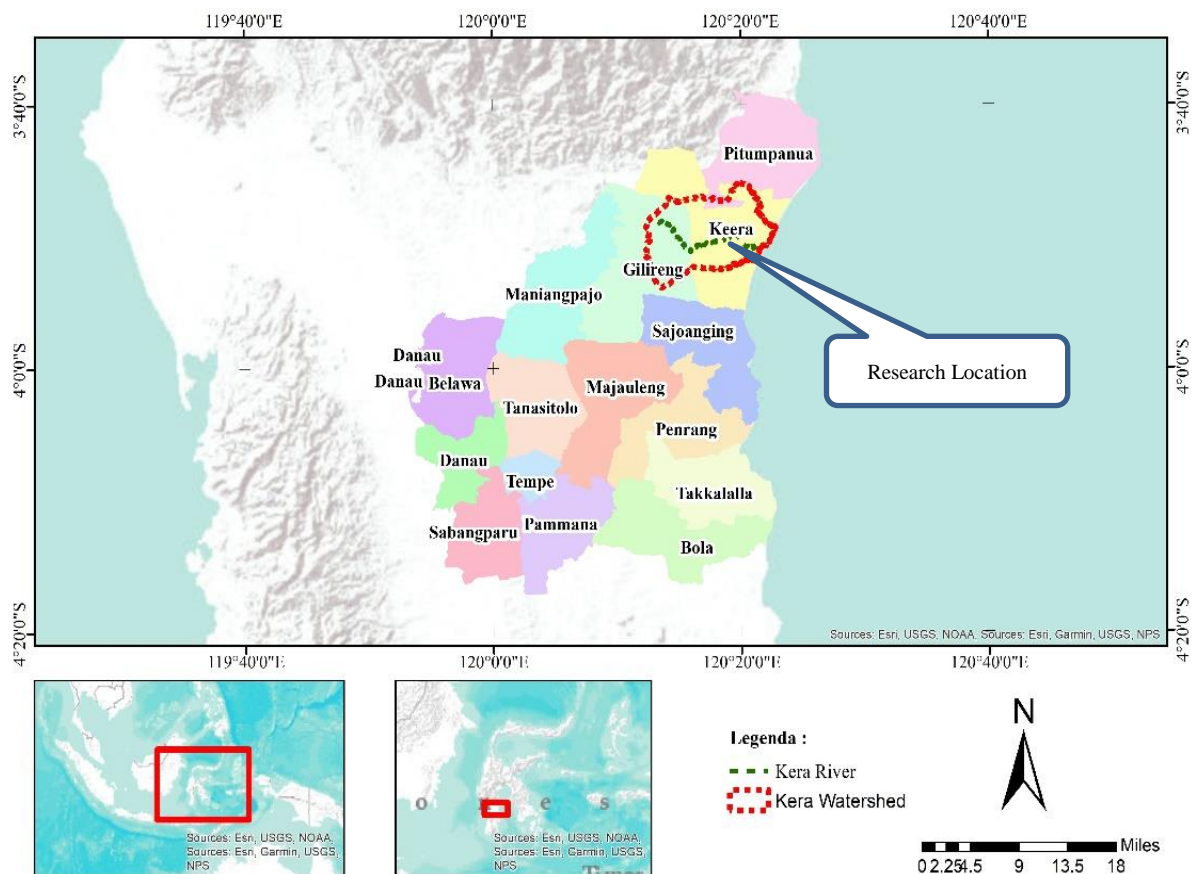 119°40'0"E 120°0'0"E 120°20'0"E 120°40'0"E
3°40'0"S
3°40'0"S
Pitumpanua
Keera
Gilireng
Maniangpajo
Sajoanging
Danau
4°0'0"S
4°0'0"S
Research Location
Danau Belawa
Majauleng
Tanasitolo
Penrang
Danau
Tempe
Takkalalla
Sabangparu
Pammana
Bola
4°20'0"S
4°20'0"S
Sources: Esri, USGS, NOAA, Sources: Esri, Garmin, USGS, NPS
119°40'0"E 120°0'0"E 120°20'0"E 120°40'0"E
Sources: Esri, USGS, NOAA,
Sources: Esri, Garmin, USGS,
NPS
o n e s
Sources: Esri, USGS, NOAA,
Sources: Esri, Garmin, USGS,
NPS
Legenda :
Kera River
Kera Watershed
N
Miles
0 2.25 4.5 9 13.5 18